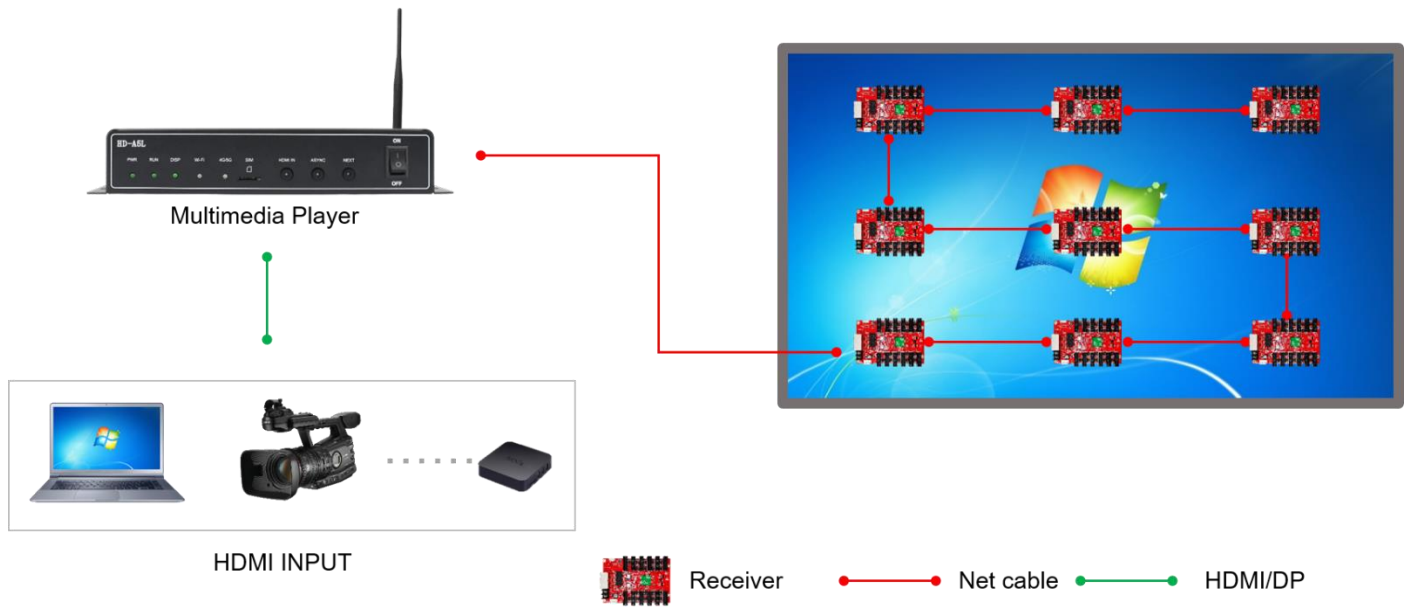 HD-A5L
ON
PWR RUN DISP Wi-Fi 4G/5G SIM HDMI IN ASYNC NEXT
OFF
Multimedia Player
HDMI INPUT
Receiver
Net cable
HDMI/DP